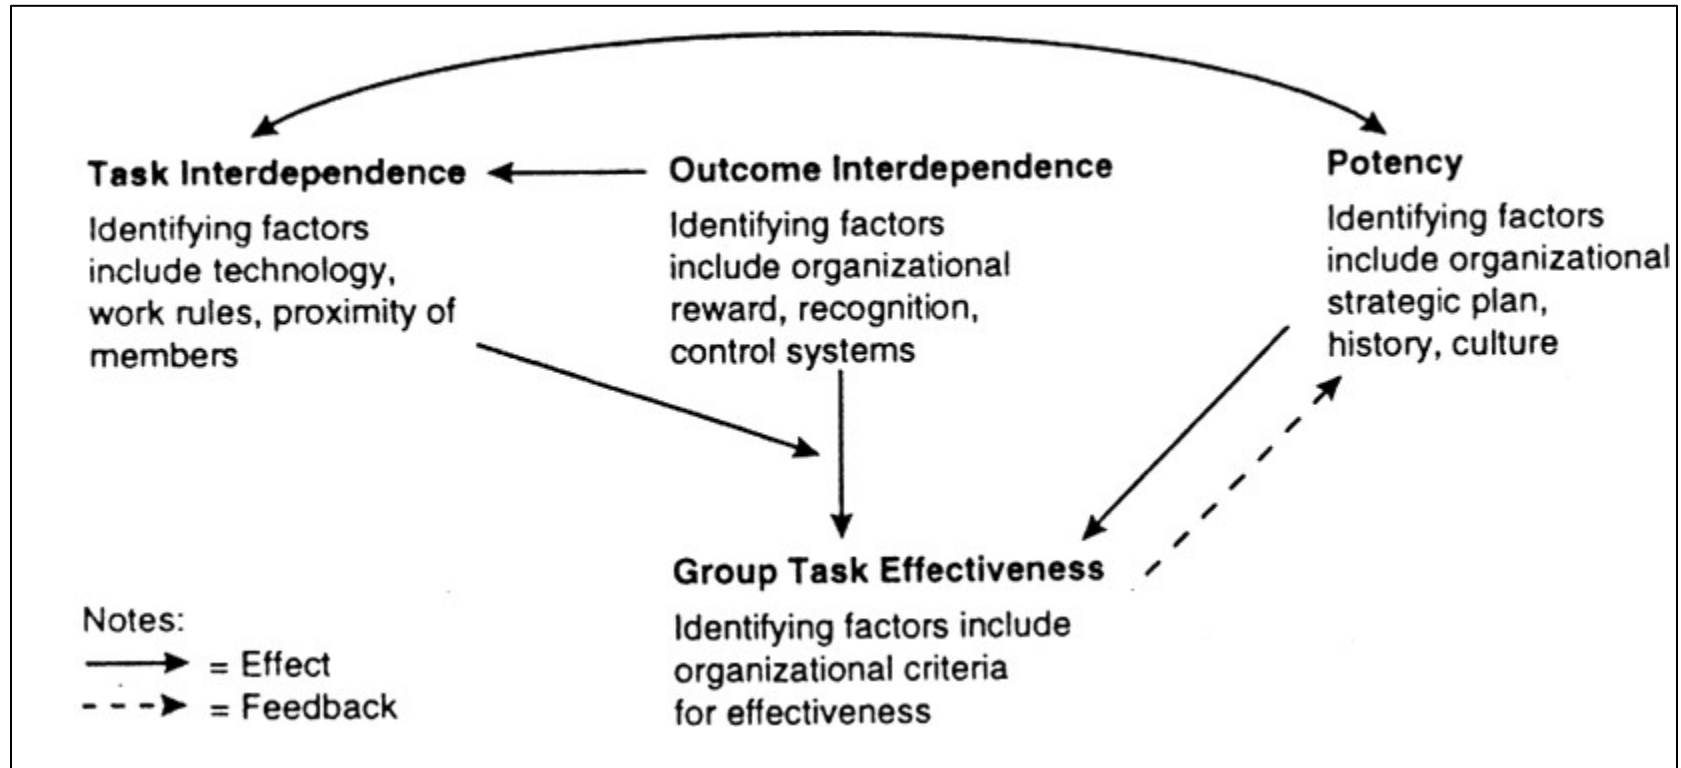 Task Interdependence
Identifying factors
include technology,
work rules, proximity of
members
Outcome Interdependence
Identifying factors
include organizational
reward, recognition,
control systems
Potency
Identifying factors
include organizational
strategic plan,
history, culture
Group Task Effectiveness
Identifying factors include
organizational criteria
for effectiveness
Notes:
= Effect
= Feedback